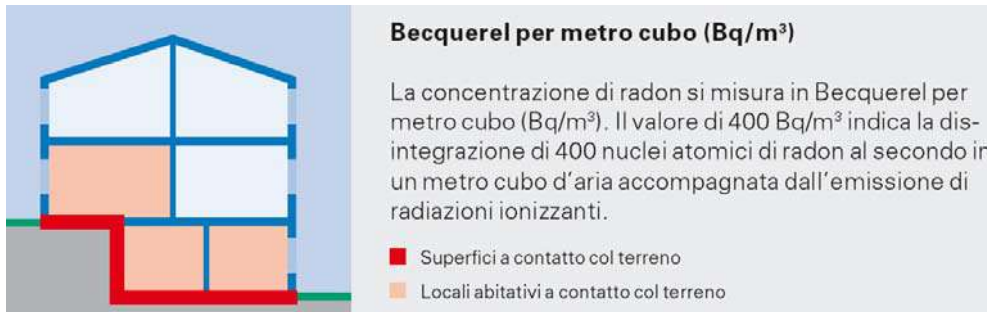 Becquerel per metro cubo (Bq/m³)
La concentrazione di radon si misura in Becquerel per
metro cubo (Bq/m³). Il valore di 400 Bq/m³ indica la dis-
integrazione di 400 nuclei atomici di radon al secondo in
un metro cubo d'aria accompagnata dall'emissione di
radiazioni ionizzanti.
Superfici a contatto col terreno
Locali abitativi a contatto col terreno